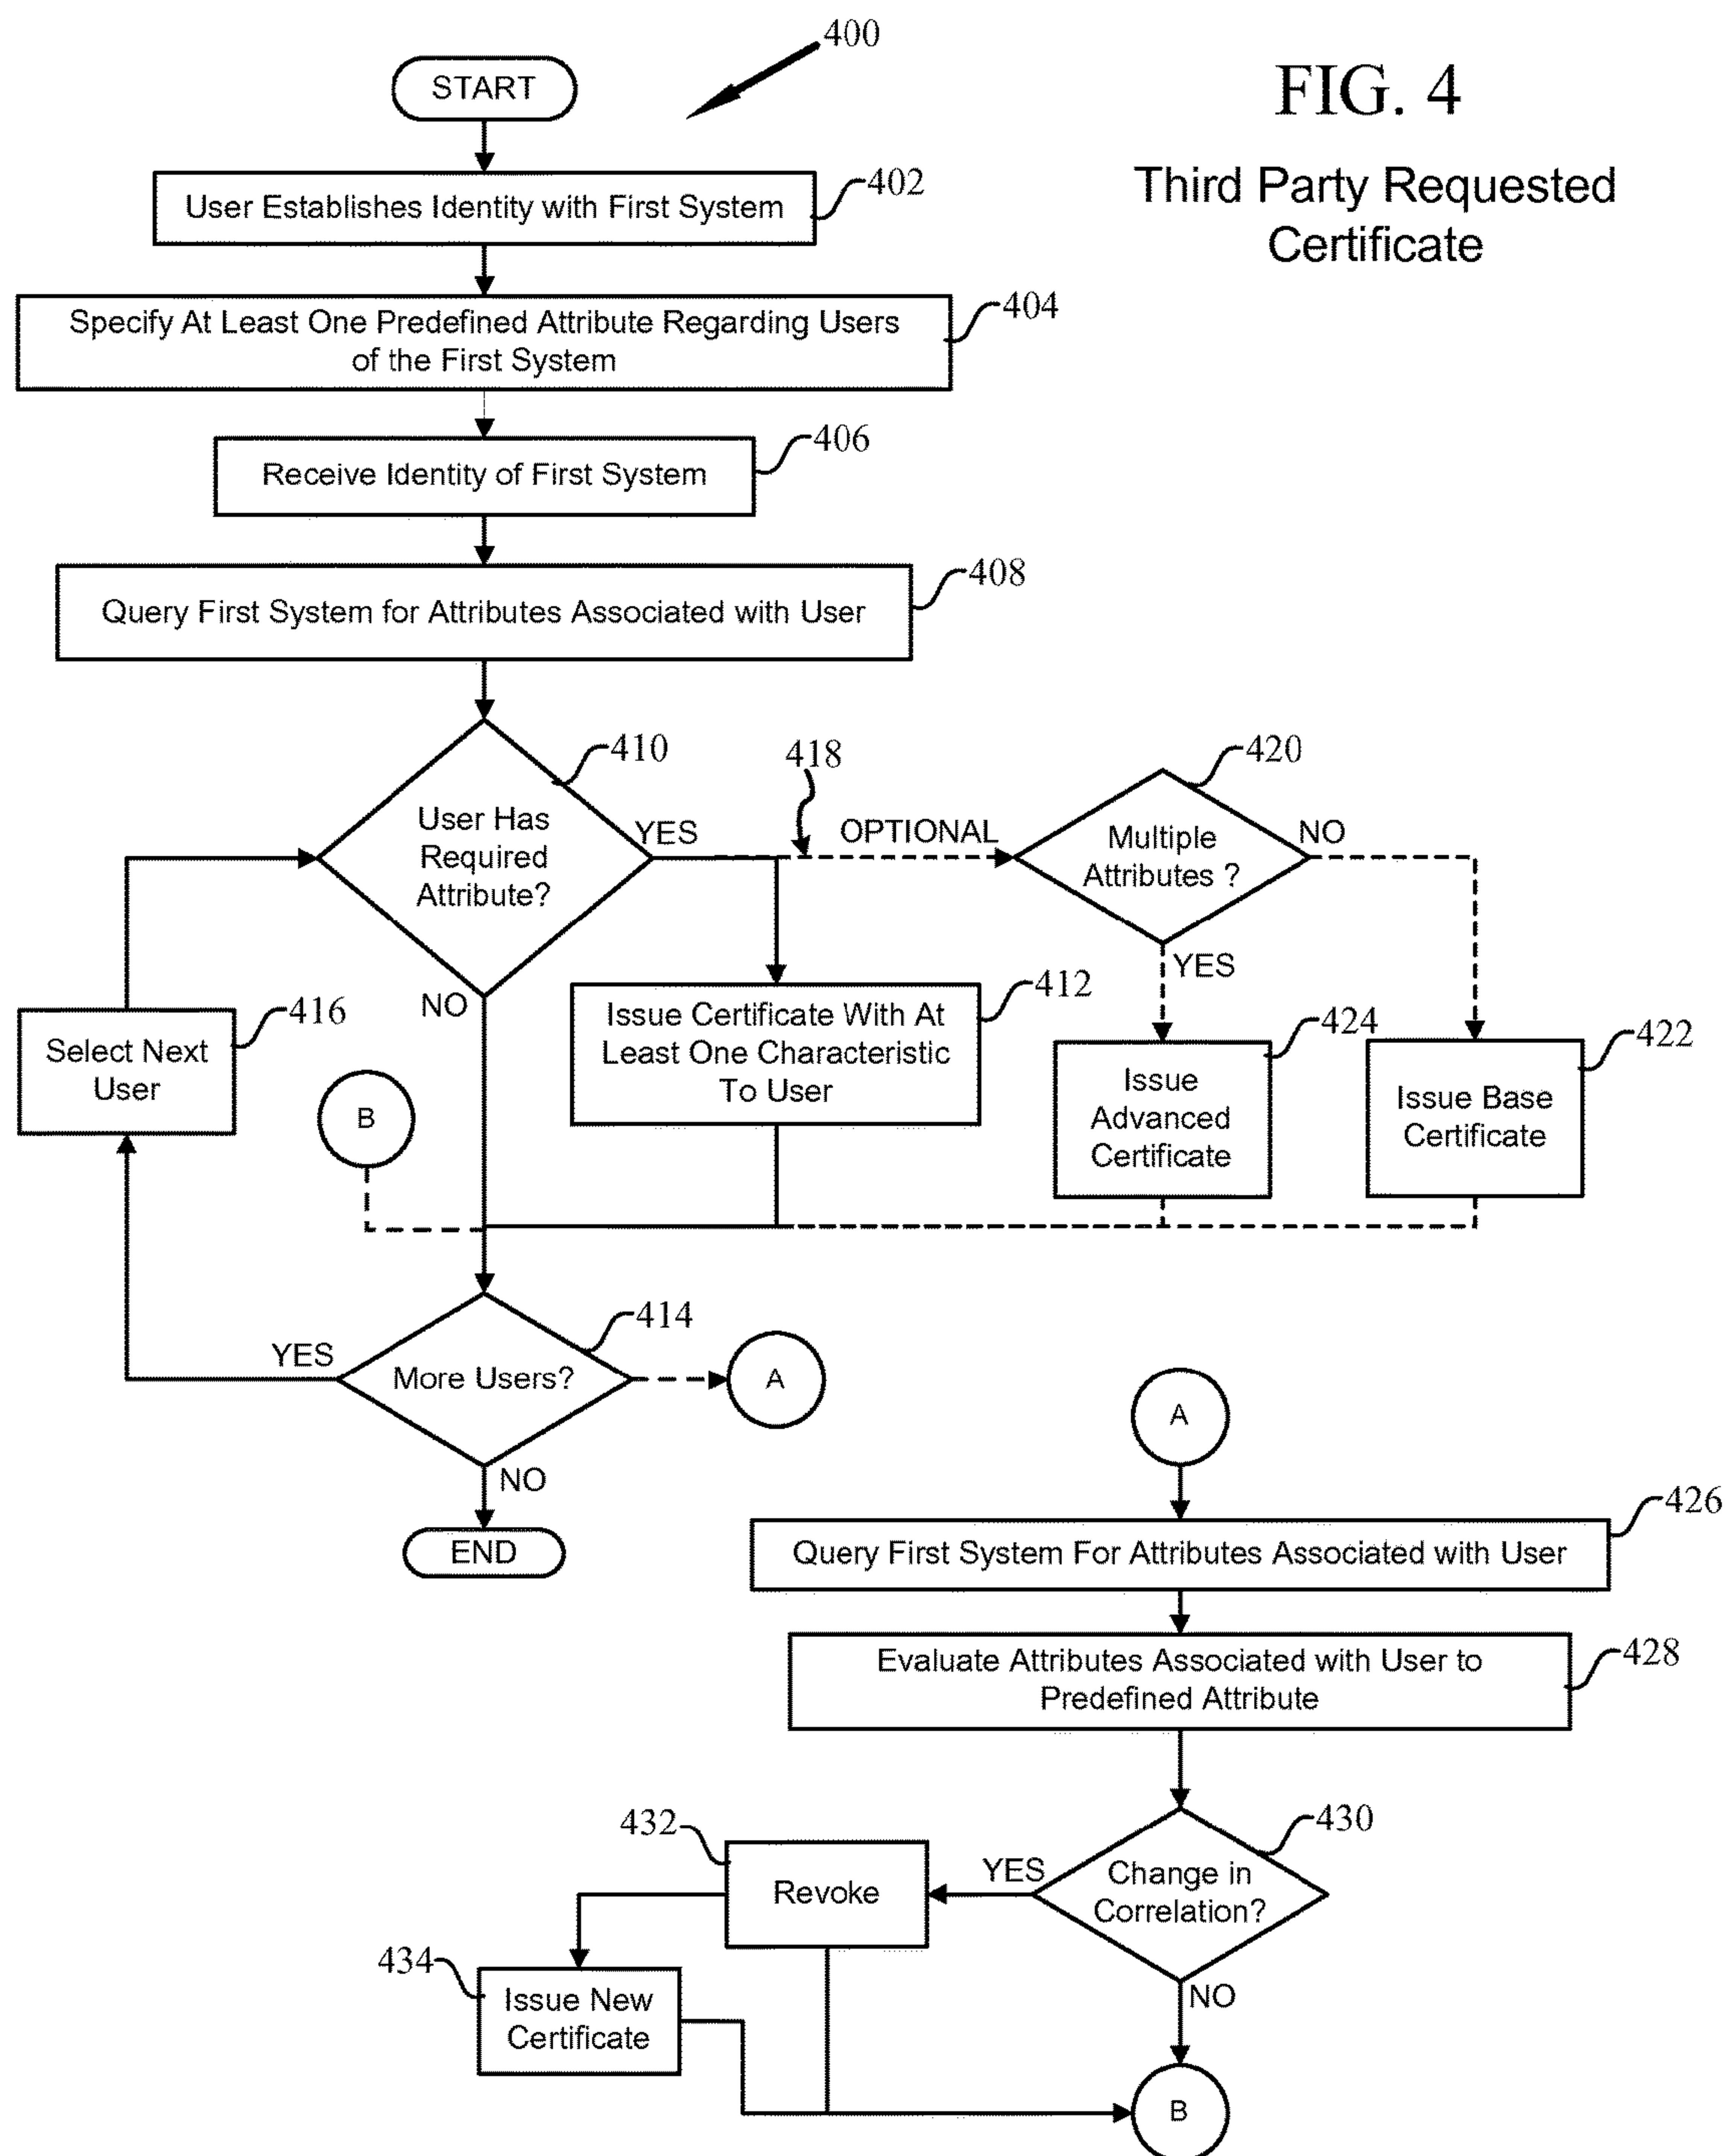 400
START
FIG. 4
Third Party Requested
Certificate
402
User Establishes Identity with First System
404
Specify At Least One Predefined Attribute Regarding Users
of the First System
406
Receive Identity of First System
408
Query First System for Attributes Associated with User
410
User Has
Required
Attribute?
YES
NO
418
OPTIONAL
420
Multiple
Attributes ?
NO
YES
416
Select Next
User
B
412
Issue Certificate With At
Least One Characteristic
To User
424
Issue
Advanced
Certificate
422
Issue Base
Certificate
414
More Users?
YES
A
NO
END
A
426
Query First System For Attributes Associated with User
428
Evaluate Attributes Associated with User to
Predefined Attribute
430
Change in
Correlation?
YES
NO
432
Revoke
434
Issue New
Certificate
B